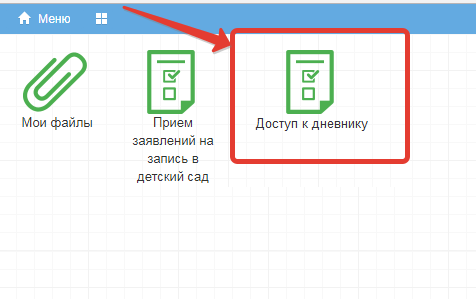 Меню
Мои файлы
Прием
заявлений на
запись в
детский сад
Доступ к дневнику